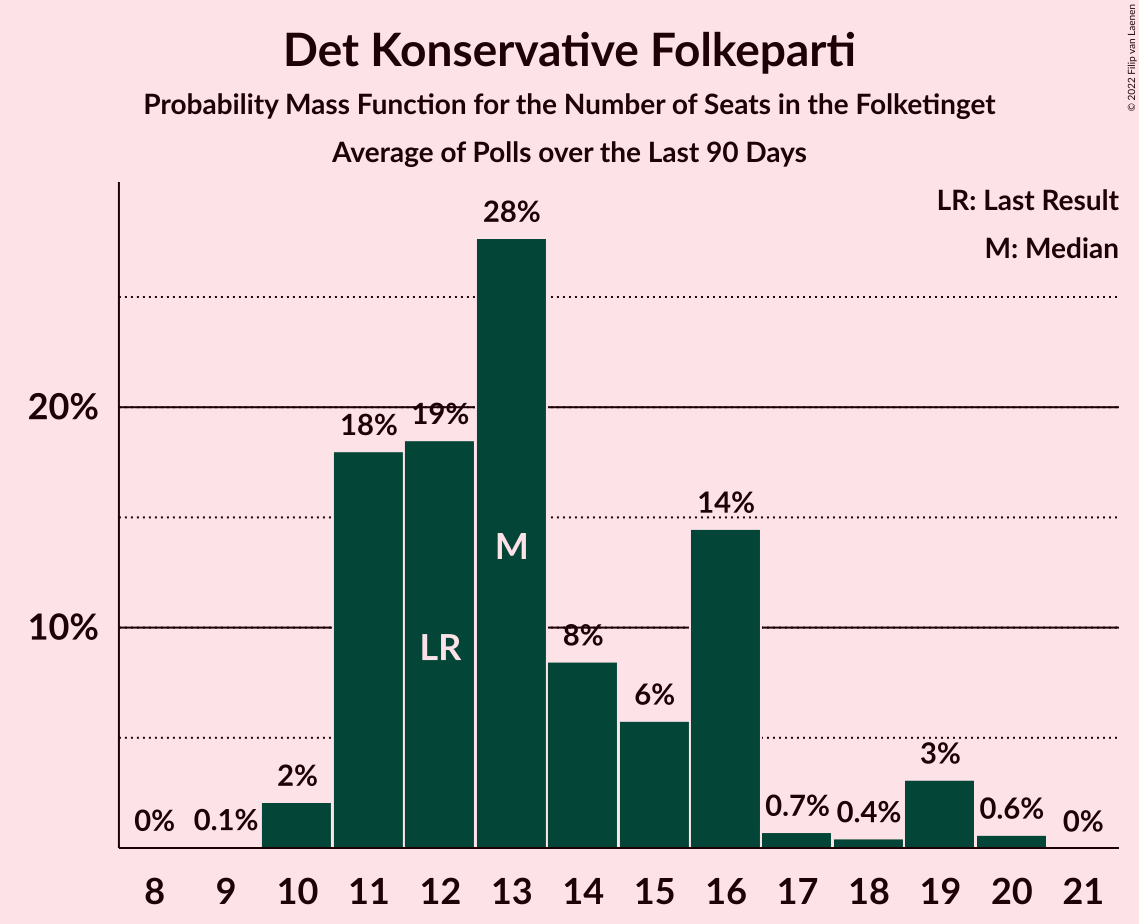 Det Konservative Folkeparti
Probability Mass Function for the Number of Seats in the Folketinget
Average of Polls over the Last 90 Days
© 2022 Filip van Laenen
LR: Last Result
M: Median
28%
20%
19%
18%
14%
M
10%
8%
LR
6%
3%
2%
0%
0.1%
0.7%
0.4%
0.6%
0%
8 9 10 11 12 13 14 15 16 17 18 19 20 21